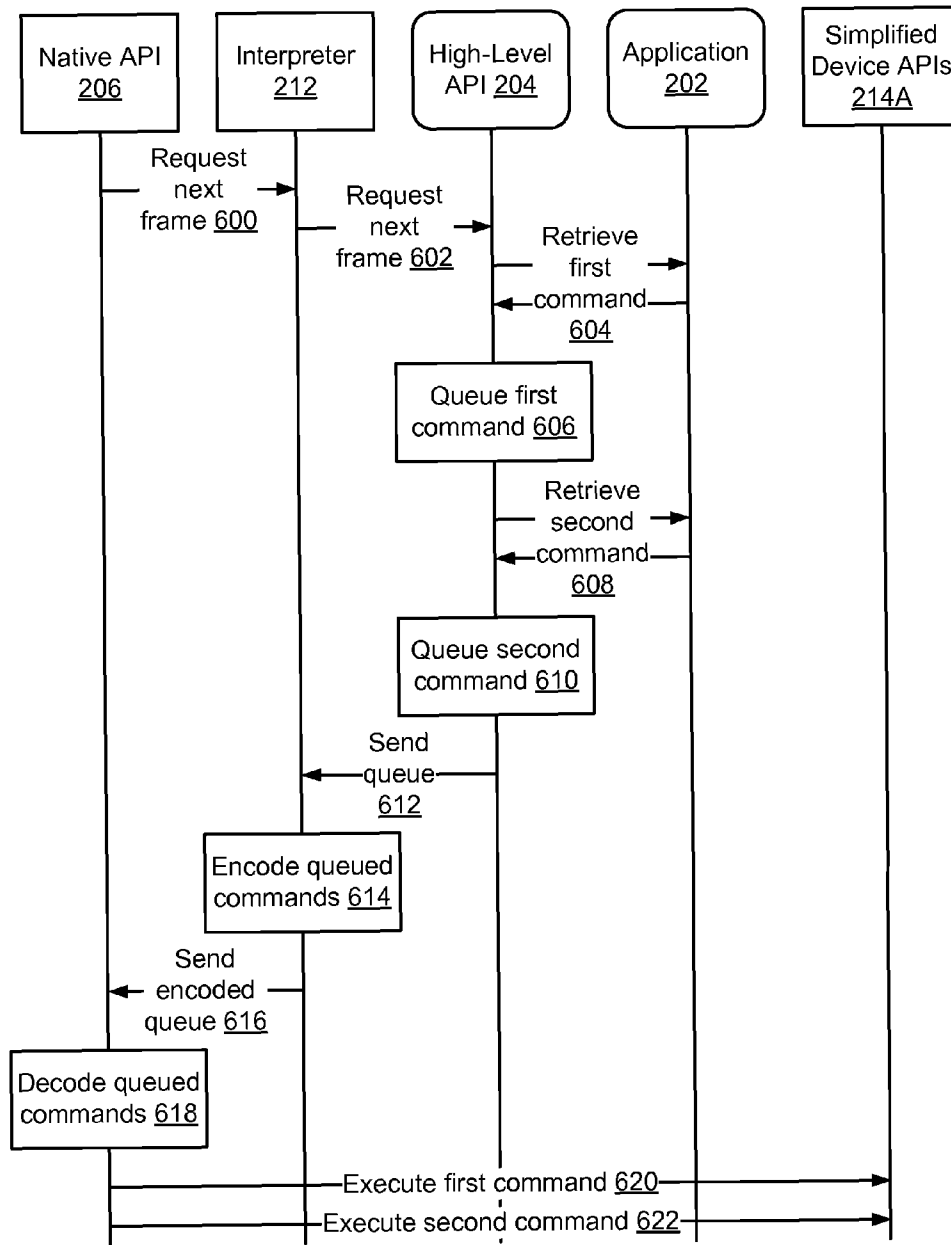 Native API
206
Interpreter
212
High-Level
API 204
Application
202
Simplified
Device APIs
214A
Request
next
frame 600
Request
next
frame 602
Retrieve
first
command
604
Queue first
command 606
Retrieve
second
command
608
Queue second
command 610
Send
queue
612
Encode queued
commands 614
Send
encoded
queue 616
Decode queued
commands 618
Execute first command 620
Execute second command 622